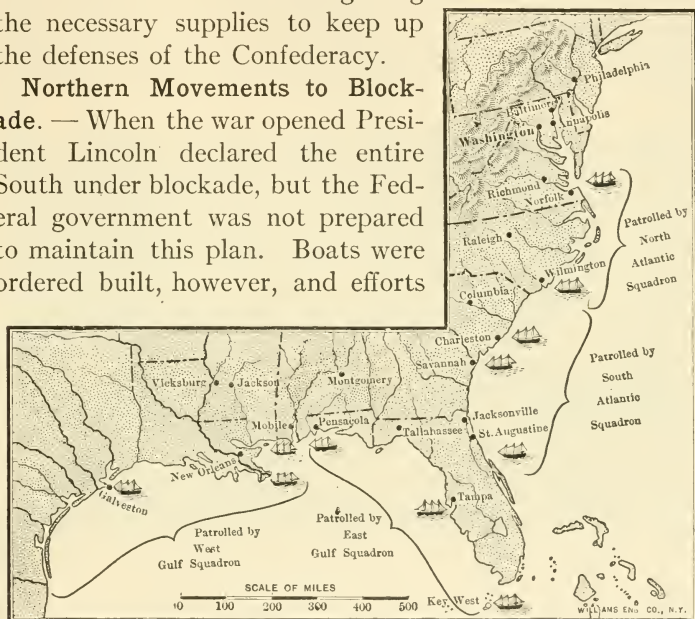 the necessary supplies to keep up
the defenses of the Confederacy.
Northern Movements to Block-
ade. — When the war opened Presi-
dent Lincoln declared the entire
South under blockade, but the Fed-
eral government was not prepared
to maintain this plan. Boats were
ordered built, however, and efforts
Philadelphia
Baltimore
Annapolis
Washington
Richmond
Norfolk
Raleigh
Wilmington
Columbia
Charleston
Savannah
Patrolled by
North
Atlantic
Squadron
Patrolled by
South
Atlantic
Squadron
Vicksburg
Jackson
Montgomery
Mobile
Pensacola
Tallahassee
Jacksonville
St. Augustine
New Orleans
Galveston
Tampa
Patrolled by
West
Gulf Squadron
Patrolled by
East
Gulf Squadron
Key West
SCALE OF MILES
100 200 300 400 500
WILLIAMS ENG. CO., N.Y.